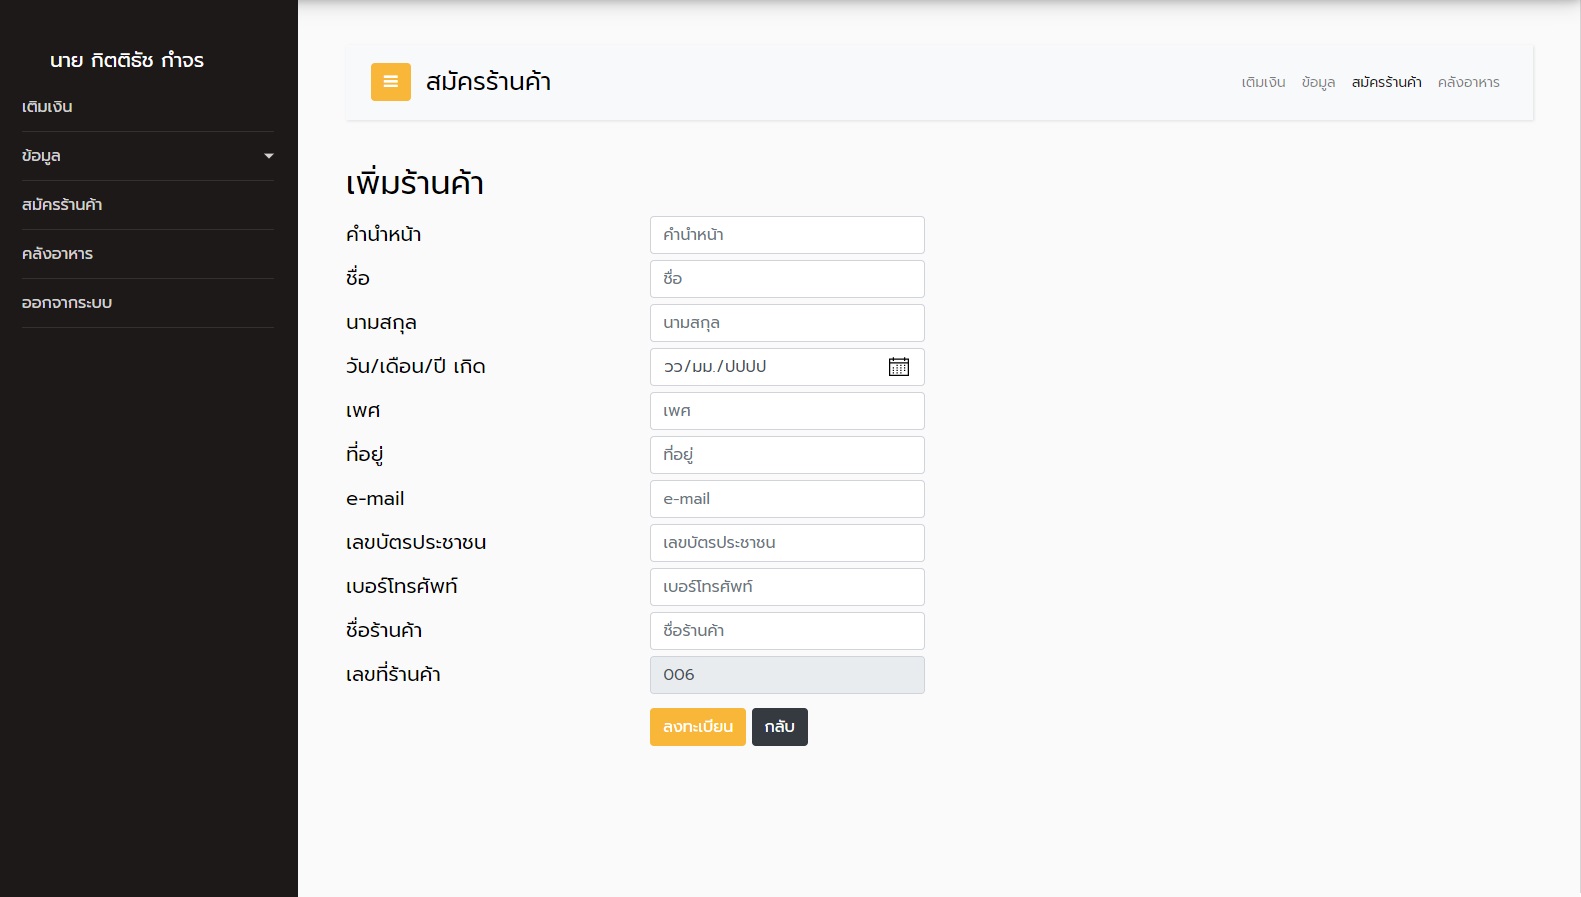 นาย กิตติธัช กำจร
เติมเงิน
ข้อมูล
สมัครร้านค้า
คลังอาหาร
ออกจากระบบ
สมัครร้านค้า
เติมเงิน ข้อมูล สมัครร้านค้า คลังอาหาร
เพิ่มร้านค้า
คำนำหน้า คำนำหน้า
ชื่อ ชื่อ
นามสกุล นามสกุล
วัน/เดือน/ปี เกิด วว/มม./ปปปป
เพศ เพศ
ที่อยู่ ที่อยู่
e-mail e-mail
เลขบัตรประชาชน เลขบัตรประชาชน
เบอร์โทรศัพท์ เบอร์โทรศัพท์
ชื่อร้านค้า ชื่อร้านค้า
เลขที่ร้านค้า 006
ลงทะเบียน กลับ